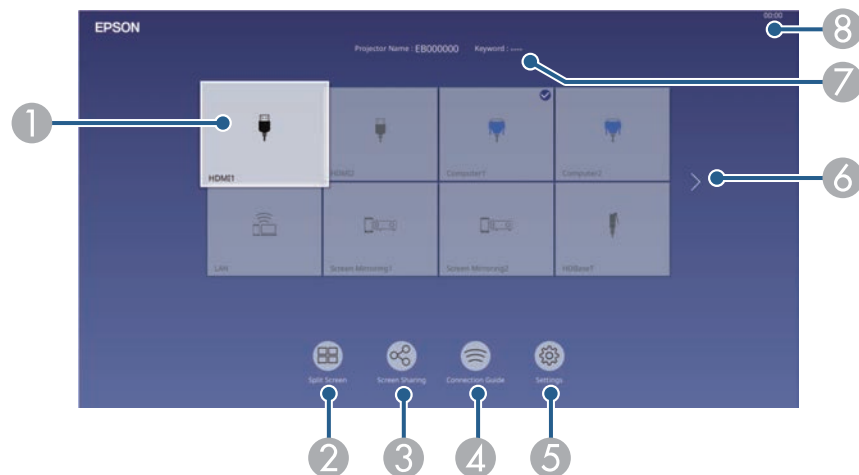 EPSON
00:00
Projector Name : EB000000 Keyword : ----
HDMI1
HDMI2
Computer1
Computer2
LAN
Screen Mirroring1
Screen Mirroring2
HDBaseT
Split Screen
Screen Sharing
Connection Guide
Settings
1
2
3
4
5
6
7
8